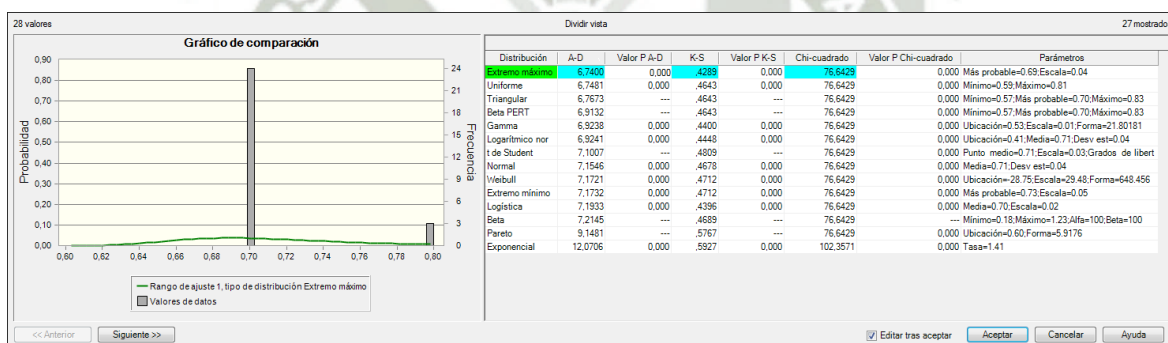 28 valores
Dividir vista
27 mostrado
Gráfico de comparación
0,90
0,80
0,70
0,60
0,50
0,40
0,30
0,20
0,10
0,00
Probabilidad
24
21
18
15
12
9
6
3
0
Frecuencia
0,60 0,62 0,64 0,66 0,68 0,70 0,72 0,74 0,76 0,78 0,80
Rango de ajuste 1, tipo de distribución Extremo máximo
Valores de datos
Distribución A-D Valor P A-D K-S Valor P K-S Chi-cuadrado Valor P Chi-cuadrado Parámetros
Extremo máximo 6,7400 0,000 ,4289 0,000 76,6429 0,000 Más probable=0.69;Escala=0.04
Uniforme 6,7481 0,000 ,4643 0,000 76,6429 0,000 Mínimo=0.59;Máximo=0.81
Triangular 6,7673 --- ,4643 --- 76,6429 0,000 Mínimo=0.57;Más probable=0.70;Máximo=0.83
Beta PERT 6,9132 --- ,4643 --- 76,6429 0,000 Mínimo=0.57;Más probable=0.70;Máximo=0.83
Gamma 6,9238 0,000 ,4400 0,000 76,6429 0,000 Ubicación=0.53;Escala=0.01;Forma=21.80181
Logarítmico nor 6,9241 0,000 ,4448 0,000 76,6429 0,000 Ubicación=0.41;Media=0.71;Desv est=0.04
t de Student 7,1007 --- ,4809 --- 76,6429 0,000 Punto medio=0.71;Escala=0.03;Grados de libert
Normal 7,1546 0,000 ,4678 0,000 76,6429 0,000 Media=0.71;Desv est=0.04
Weibull 7,1721 0,000 ,4712 0,000 76,6429 0,000 Ubicación=-28.75;Escala=29.48;Forma=648.456
Extremo mínimo 7,1732 0,000 ,4712 0,000 76,6429 0,000 Más probable=0.73;Escala=0.05
Logística 7,1933 0,000 ,4396 0,000 76,6429 0,000 Media=0.70;Escala=0.02
Beta 7,2145 --- ,4689 --- 76,6429 --- Mínimo=0.18;Máximo=1.23;Alfa=100;Beta=100
Pareto 9,1481 --- ,5767 --- 76,6429 0,000 Ubicación=0.60;Forma=5.9176
Exponencial 12,0706 0,000 ,5927 0,000 102,3571 0,000 Tasa=1.41
<< Anterior Siguiente >> Editar tras aceptar Aceptar Cancelar Ayuda